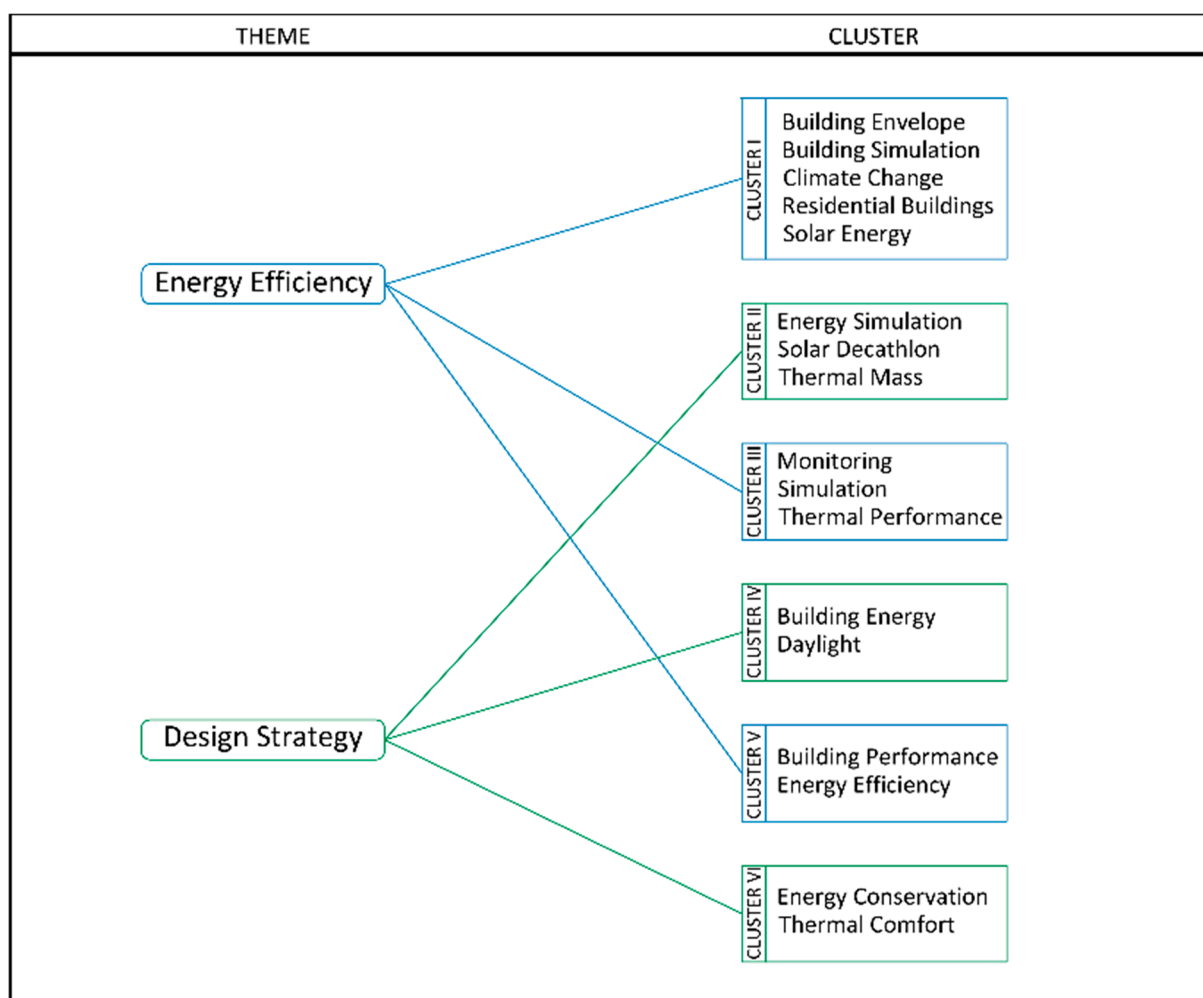 THEME
CLUSTER
Energy Efficiency
Design Strategy
CLUSTER I
Building Envelope
Building Simulation
Climate Change
Residential Buildings
Solar Energy
CLUSTER II
Energy Simulation
Solar Decathlon
Thermal Mass
CLUSTER III
Monitoring
Simulation
Thermal Performance
CLUSTER IV
Building Energy
Daylight
CLUSTER V
Building Performance
Energy Efficiency
CLUSTER VI
Energy Conservation
Thermal Comfort